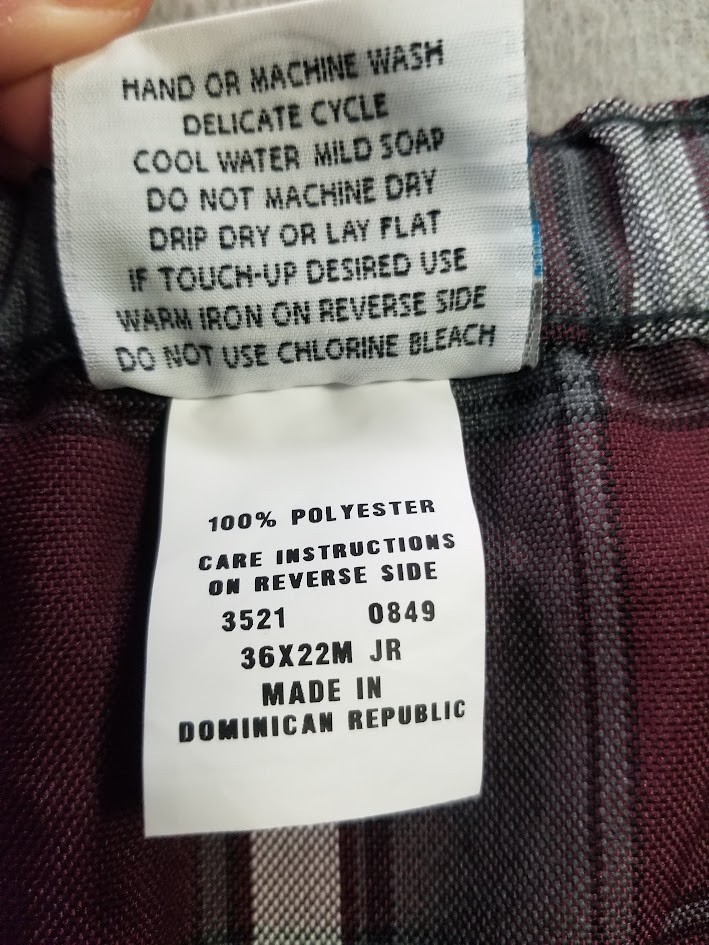 HAND OR MACHINE WASH
DELICATE CYCLE
COOL WATER MILD SOAP
DO NOT MACHINE DRY
DRIP DRY OR LAY FLAT
IF TOUCH-UP DESIRED USE
WARM IRON ON REVERSE SIDE
DO NOT USE CHLORINE BLEACH
100% POLYESTER
CARE INSTRUCTIONS
ON REVERSE SIDE
3521 0849
36X22M JR
MADE IN
DOMINICAN REPUBLIC